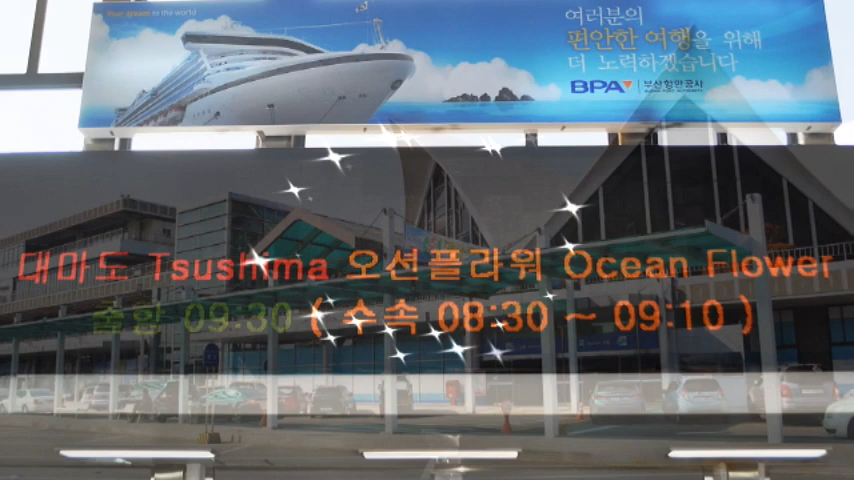 Your access to the world
여러분의
편안한 여행을 위해
더 노력하겠습니다
BPA 부산항만공사
대마도 Tsushima 오션플라워 Ocean Flower
출항 09:30 ( 수속 08:30 ~ 09:10 )